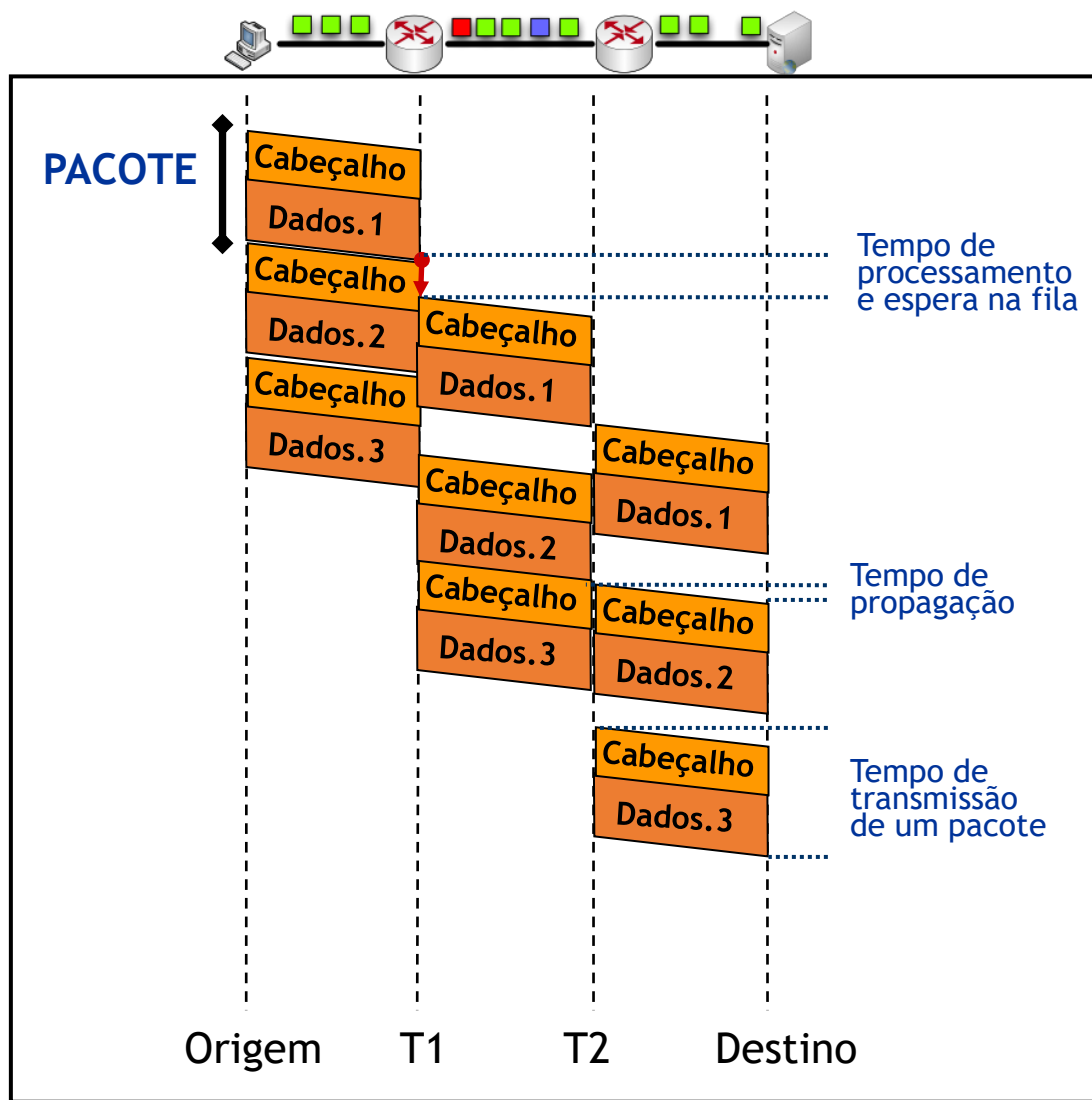 PACOTE
Cabeçalho
Dados.1
Cabeçalho
Dados.2
Cabeçalho
Dados.3
Cabeçalho
Dados.1
Cabeçalho
Dados.2
Cabeçalho
Dados.3
Cabeçalho
Dados.1
Cabeçalho
Dados.2
Cabeçalho
Dados.3
Tempo de
processamento
e espera na fila
Tempo de
propagação
Tempo de
transmissão
de um pacote
Origem
T1
T2
Destino